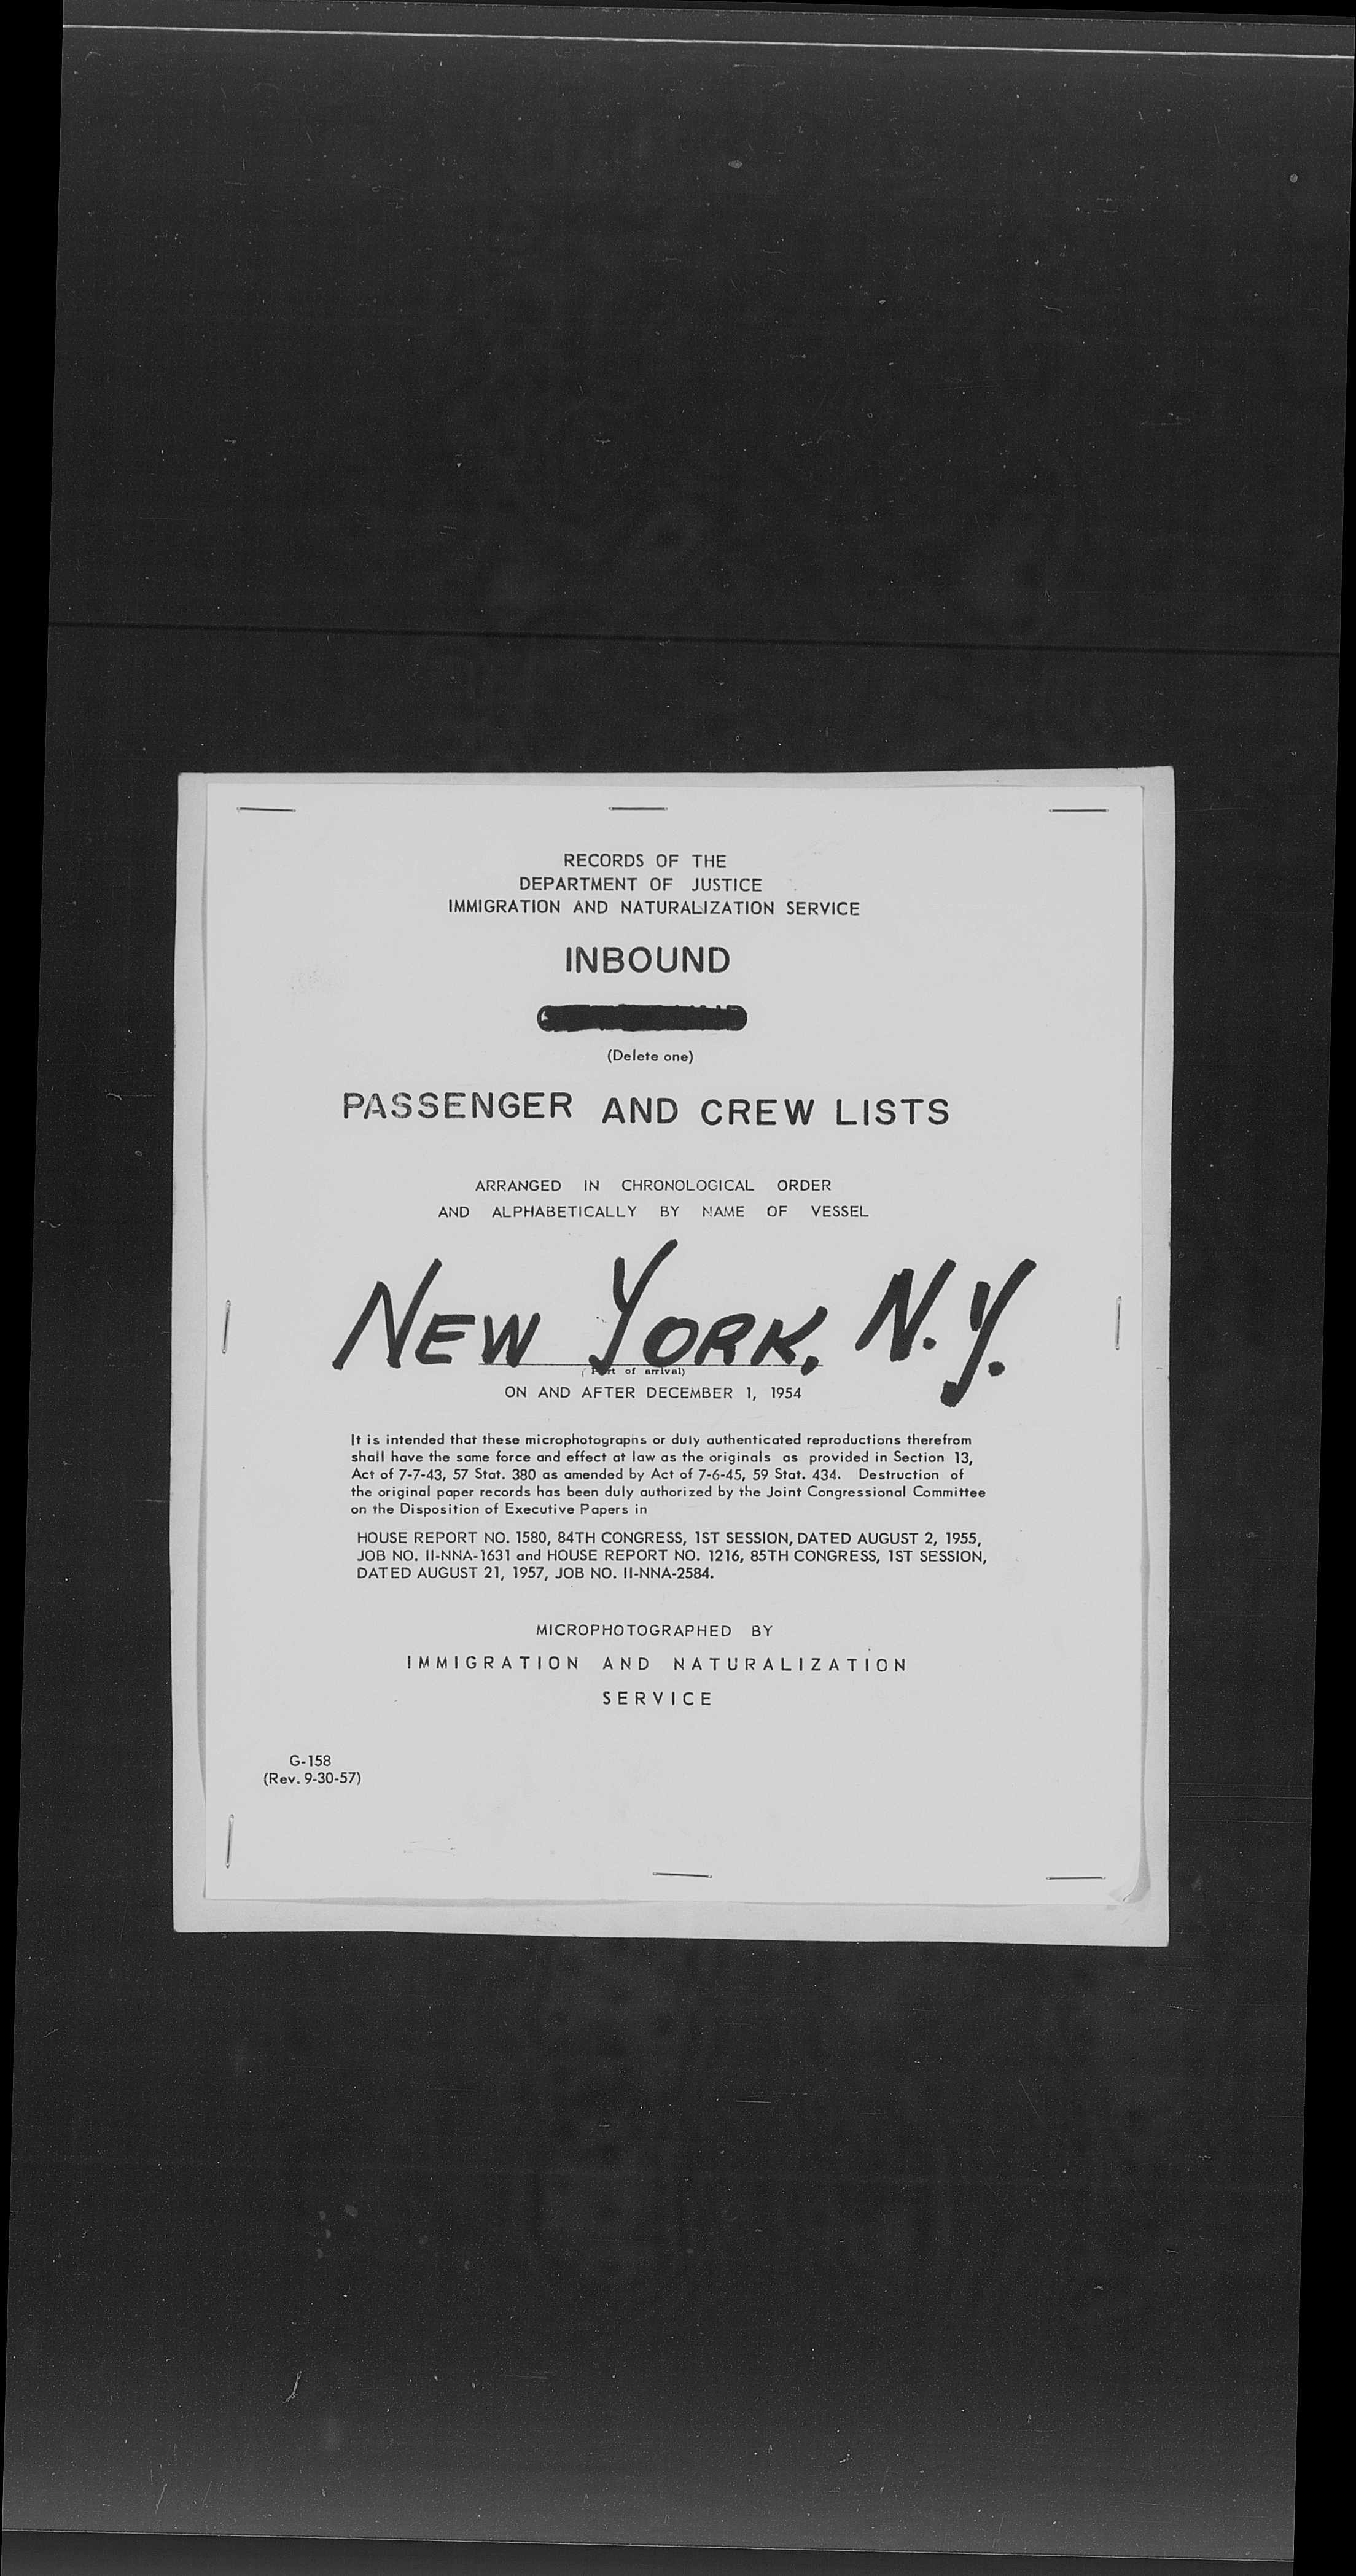 RECORDS OF THE
DEPARTMENT OF JUSTICE
IMMIGRATION AND NATURALIZATION SERVICE
INBOUND
(Delete one)
PASSENGER AND CREW LISTS
ARRANGED IN CHRONOLOGICAL ORDER
AND ALPHABETICALLY BY NAME OF VESSEL
NEW YORK, N.Y.
(Port of arrival)
ON AND AFTER DECEMBER 1, 1954
It is intended that these microphotographs or duly authenticated reproductions therefrom
shall have the same force and effect at law as the originals as provided in Section 13,
Act of 7-7-43, 57 Stat. 380 as amended by Act of 7-6-45, 59 Stat. 434. Destruction of
the original paper records has been duly authorized by the Joint Congressional Committee
on the Disposition of Executive Papers in
HOUSE REPORT NO. 1580, 84TH CONGRESS, 1ST SESSION, DATED AUGUST 2, 1955,
JOB NO. II-NNA-1631 and HOUSE REPORT NO. 1216, 85TH CONGRESS, 1ST SESSION,
DATED AUGUST 21, 1957, JOB NO. II-NNA-2584.
MICROPHOTOGRAPHED BY
IMMIGRATION AND NATURALIZATION
SERVICE
G-158
(Rev. 9-30-57)